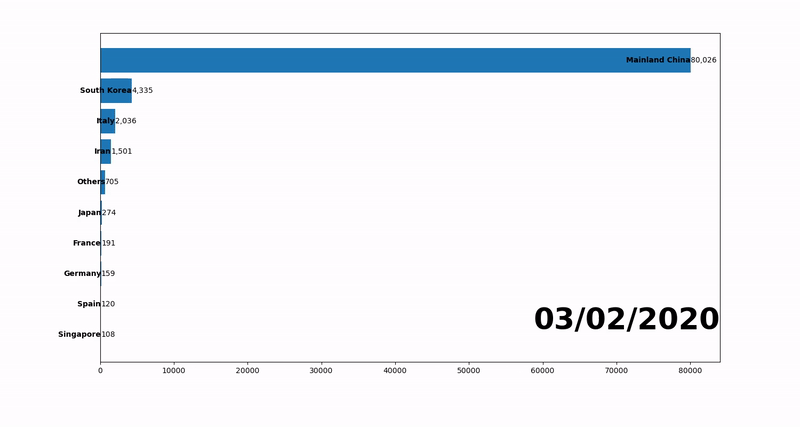 Mainland China 80,026
South Korea 4,335
Italy 2,036
Iran 1,501
Others 705
Japan 274
France 191
Germany 159
Spain 120
03/02/2020
Singapore 108
0 10000 20000 30000 40000 50000 60000 70000 80000